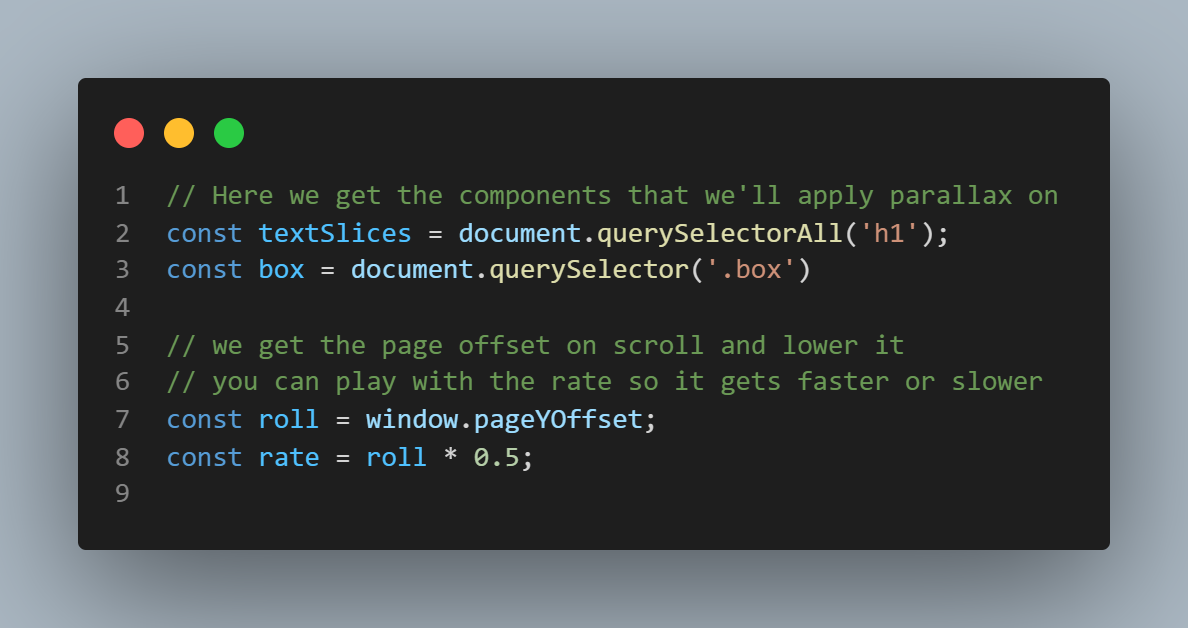 1 // Here we get the components that we'll apply parallax on
2 const textSlices = document.querySelectorAll('h1');
3 const box = document.querySelector('.box')
4
5 // we get the page offset on scroll and lower it
6 // you can play with the rate so it gets faster or slower
7 const roll = window.pageYOffset;
8 const rate = roll * 0.5;
9